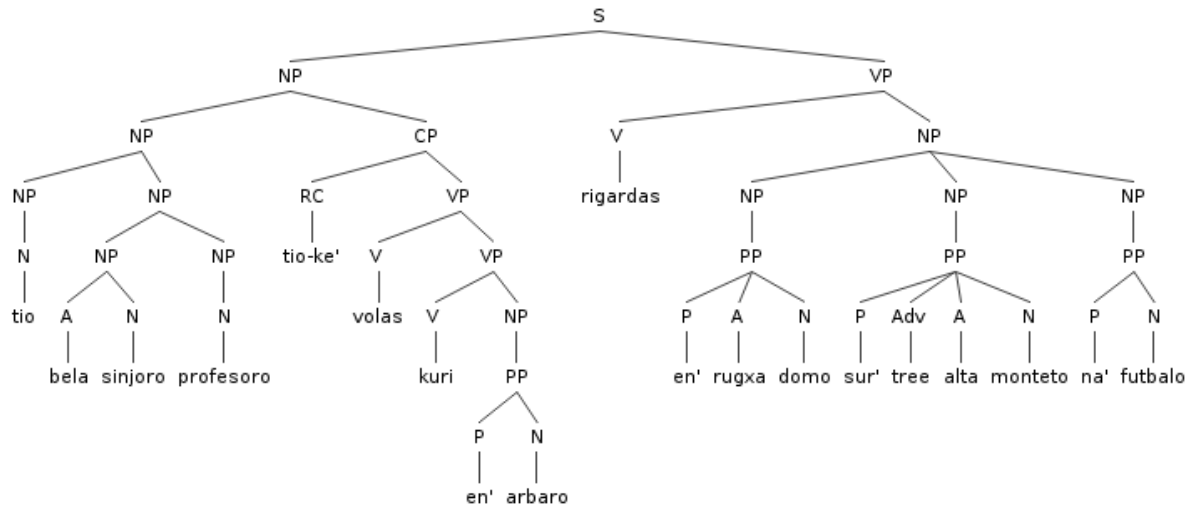 S
NP VP
NP CP V NP
NP NP RC VP rigardas NP NP NP
N NP NP tio-ke' V VP PP PP PP
tio A N N volas V NP P A N P Adv A N P N
bela sinjoro profesoro kuri PP en' rugxa domo sur' tree alta monteto na' futbalo
P N
en' arbaro